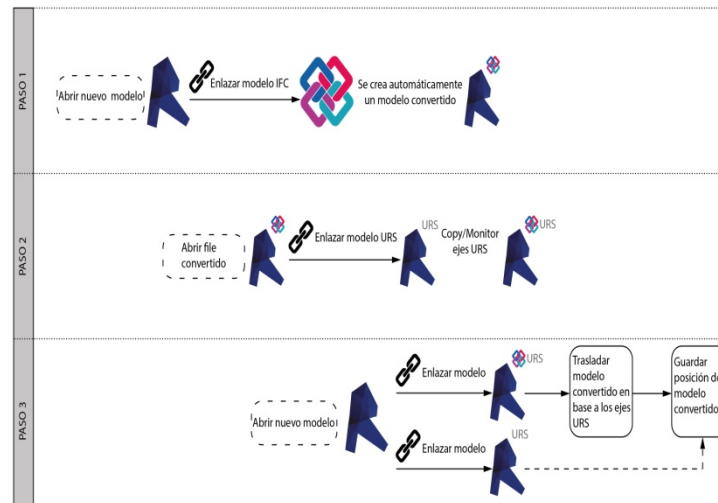 PASO 1
Abrir nuevo modelo
Enlazar modelo IFC
Se crea automáticamente
un modelo convertido
PASO 2
Abrir file
convertido
Enlazar modelo URS
URS
Copy/Monitor
ejes URS
URS
PASO 3
Abrir nuevo modelo
Enlazar modelo
URS
Trasladar
modelo
convertido en
base a los ejes
URS
Guardar
posición de
modelo
convertido
Enlazar modelo
URS